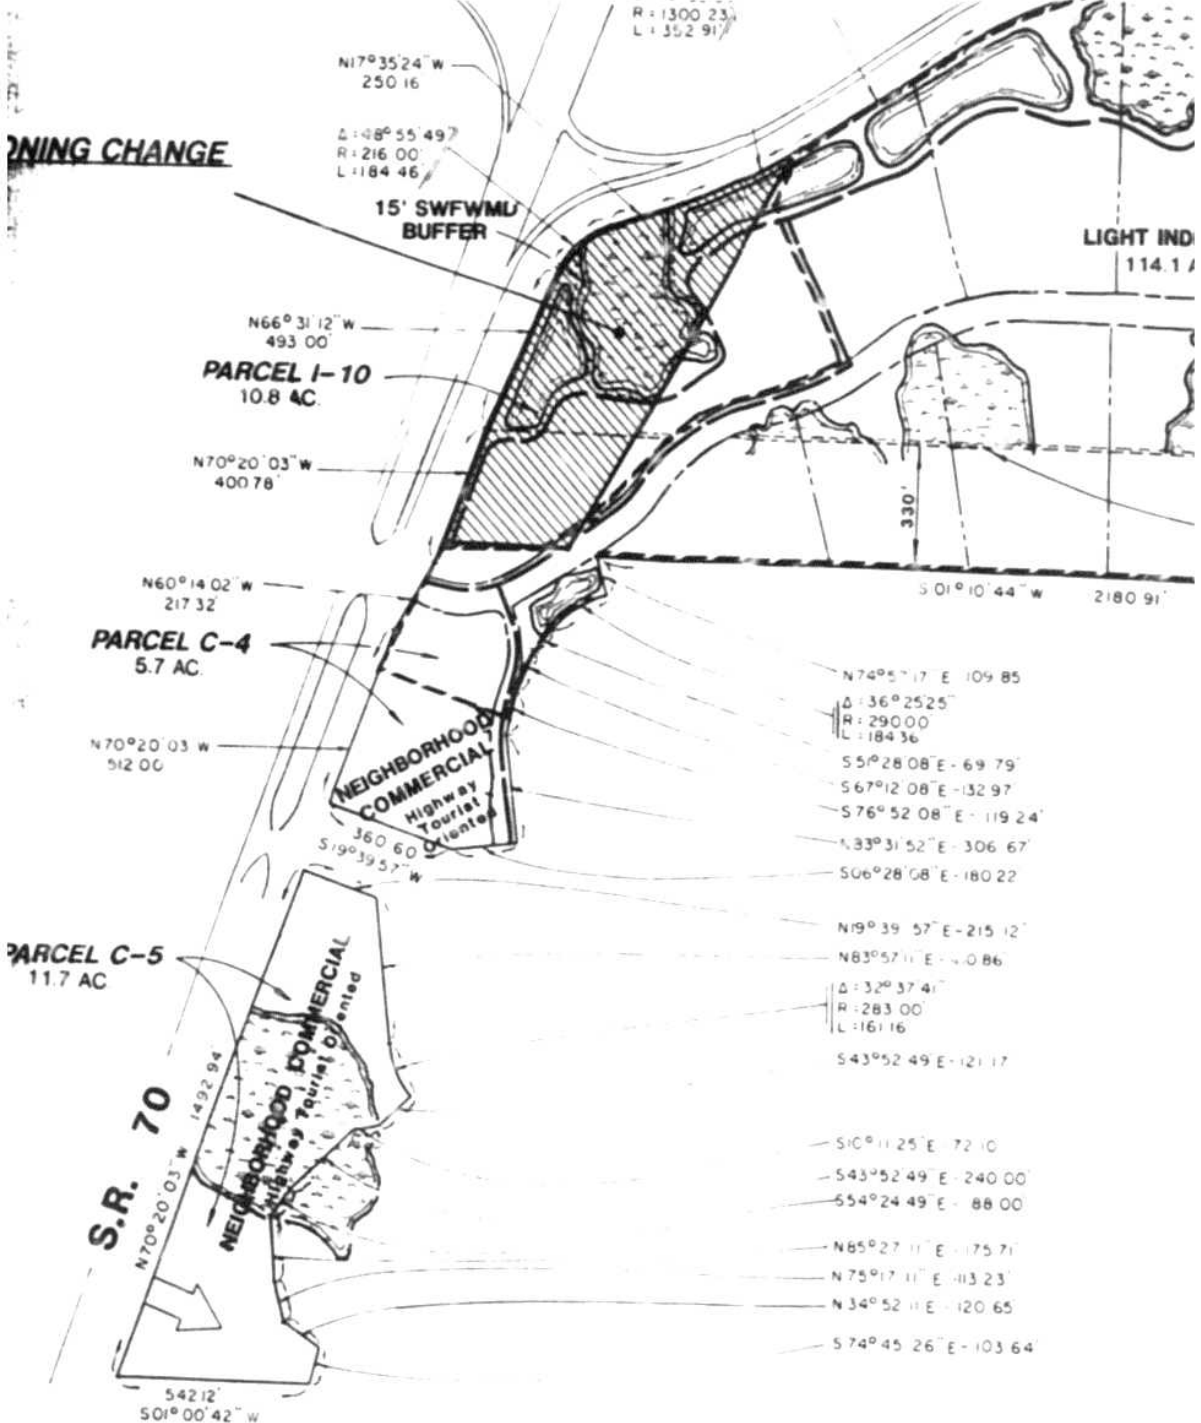 R=1300.23'
L=352.91'
N17°35'24"W
250.16
Δ=48°55'49"
R=216.00'
L=184.46'
ONING CHANGE
15' SWFWMD
BUFFER
LIGHT IND
114.1 A
N66°31'12"W
493.00'
PARCEL I-10
10.8 AC.
N70°20'03"W
400.78'
330'
N60°14'02"W
217.32'
S01°10'44"W 2180.91'
PARCEL C-4
5.7 AC.
N70°20'03"W
512.00
NEIGHBORHOOD
COMMERCIAL
Highway
Tourist
Oriented
360.60
S19°39'57"W
E-109.85
Δ=36°25'25"
R=290.00'
L=184.36'
S51°28'08"E-69.79'
S67°12'08"E-132.97
S76°52'08"E-119.24'
N83°31'52"E-306.67'
S06°28'08"E-180.22
N19°39'57"E-215.12'
N83°57'11"E
Δ=32°37'41"
R=283.00'
L=161.16
S43°52'49"E-121.17
PARCEL C-5
11.7 AC
NEIGHBORHOOD COMMERCIAL
Highway Tourist Oriented
S.R. 70
N70°20'03"W 1492.94'
S10°11'25"E-72.10
S43°52'49"E-240.00'
S54°24'49"E-88.00
N85°27'11"E-175.71'
N75°17'11"E-113.23'
N34°52'11"E-120.65'
S74°45'26"E-103.64'
542.12'
S01°00'42"W